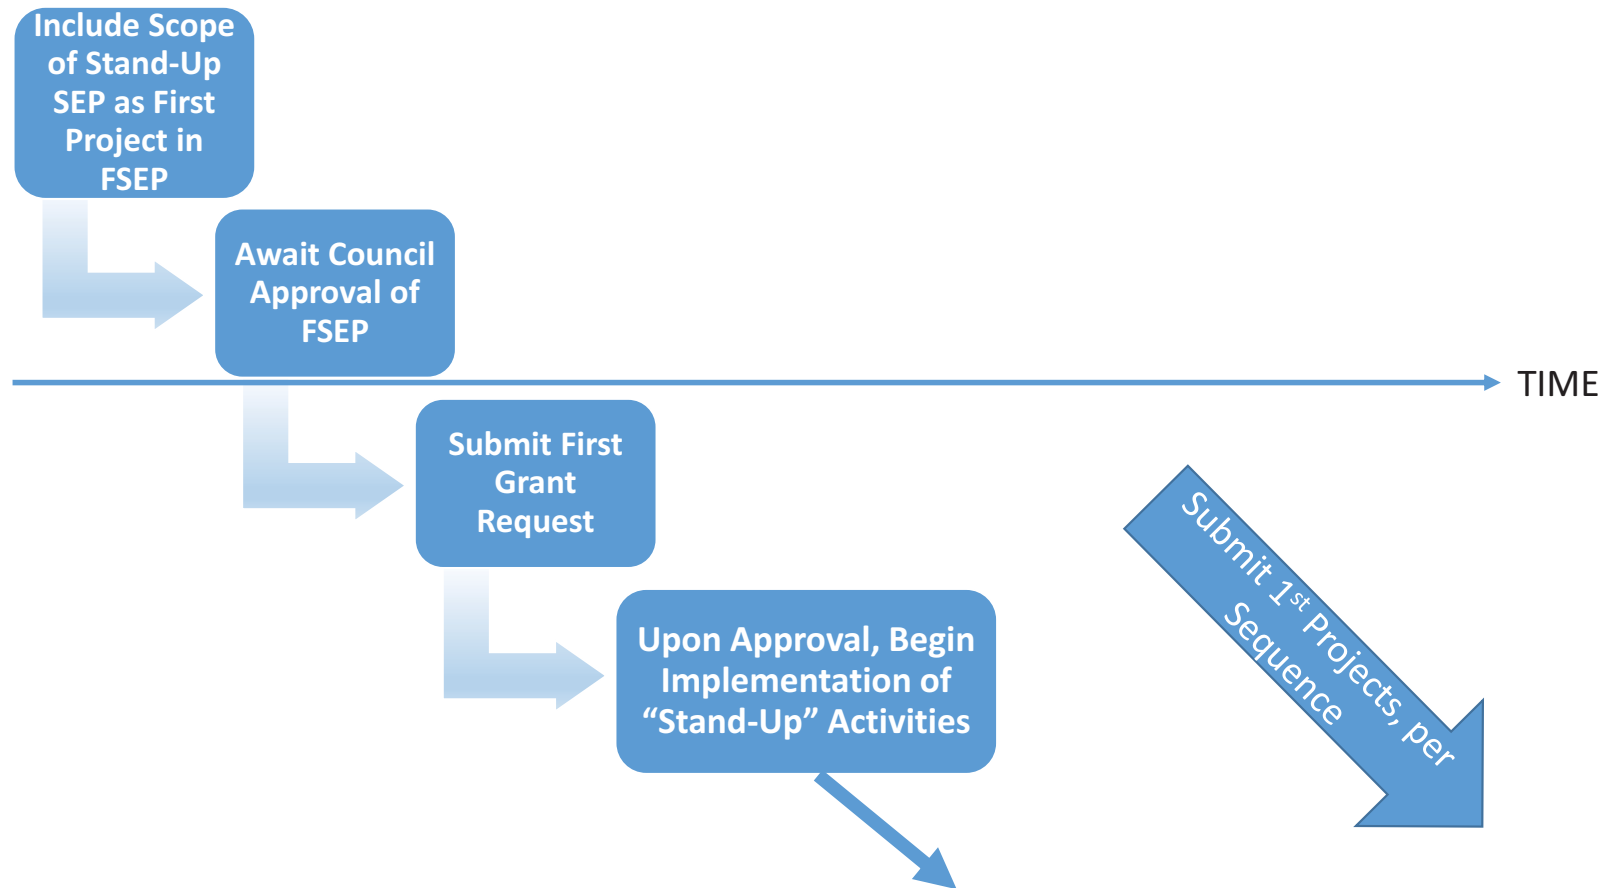 Include Scope
of Stand-Up
SEP as First
Project in
FSEP
Await Council
Approval of
FSEP
TIME
Submit First
Grant
Request
Submit 1st Projects, per
Sequence
Upon Approval, Begin
Implementation of
“Stand-Up” Activities